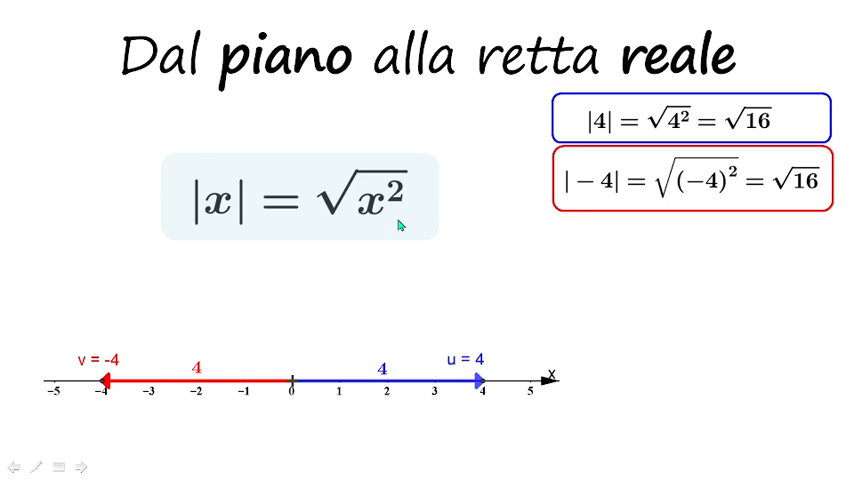 Dal piano alla retta reale
|4| = √4² = √16
|x| = √x²
|− 4| = √(−4)² = √16
v = -4
4
4
u = 4
x
−5 −4 −3 −2 −1 0 1 2 3 4 5